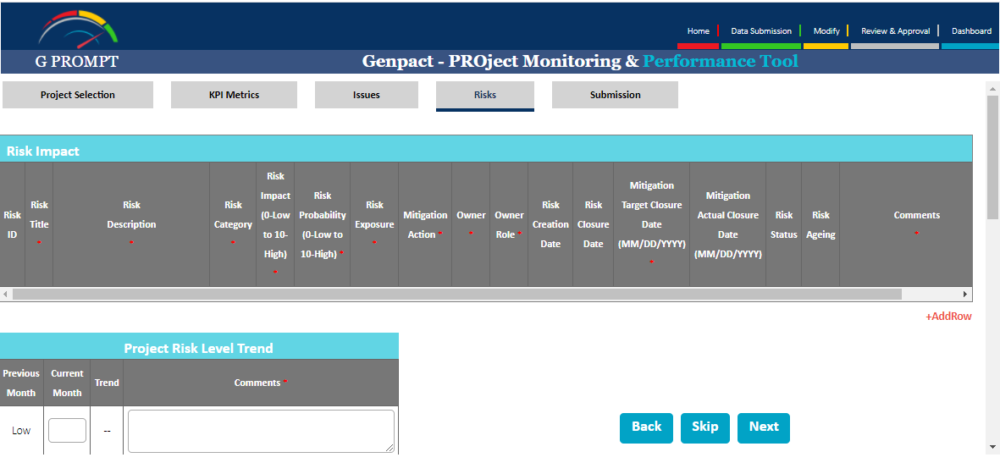 Home Data Submission Modify Review & Approval Dashboard
G PROMPT
Genpact - PROject Monitoring & Performance Tool
Project Selection KPI Metrics Issues Risks Submission
Risk Impact
Risk ID
Risk Title *
Risk Description *
Risk Category *
Risk Impact (0-Low to 10-High) *
Risk Probability (0-Low to 10-High) *
Risk Exposure *
Mitigation Action *
Owner *
Owner Role *
Risk Creation Date
Risk Closure Date
Mitigation Target Closure Date (MM/DD/YYYY) *
Mitigation Actual Closure Date (MM/DD/YYYY)
Risk Status
Risk Ageing
Comments *
+AddRow
Project Risk Level Trend
Previous Month
Current Month
Trend
Comments *
Low --
Back Skip Next